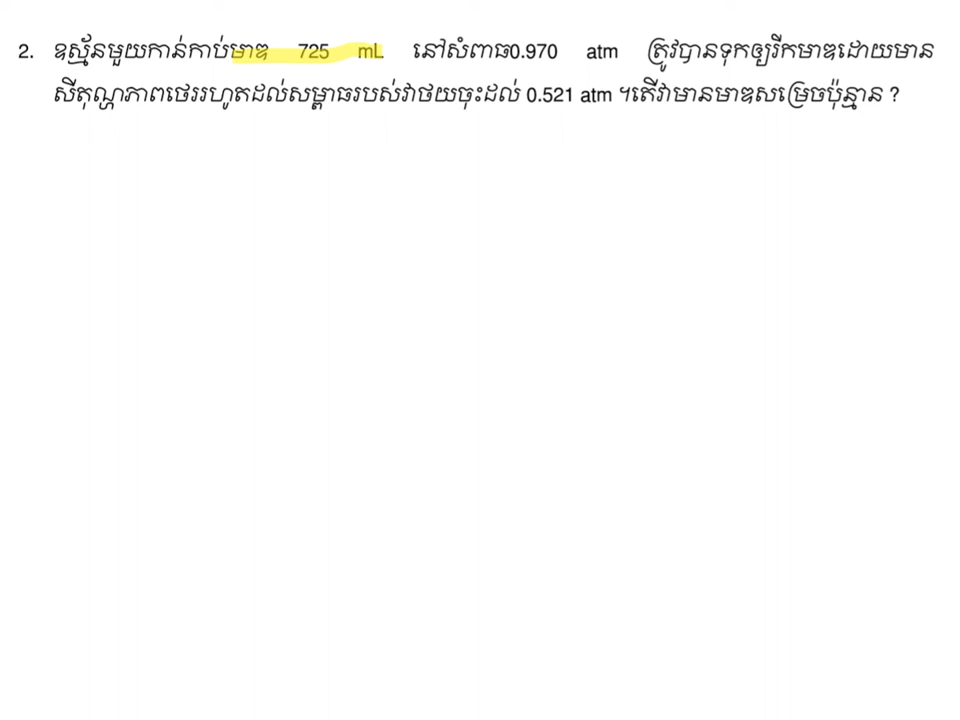 2. ឧស្ម័នមួយកាន់កាប់មាឌ 725 mL នៅសំពាធ0.970 atm ត្រូវបានទុកឲ្យរីកមាឌដោយមាន
សីតុណ្ហភាពថេររហូតដល់សម្ពាធរបស់វាថយចុះដល់ 0.521 atm ។តើវាមានមាឌសម្រេចប៉ុន្មាន ?